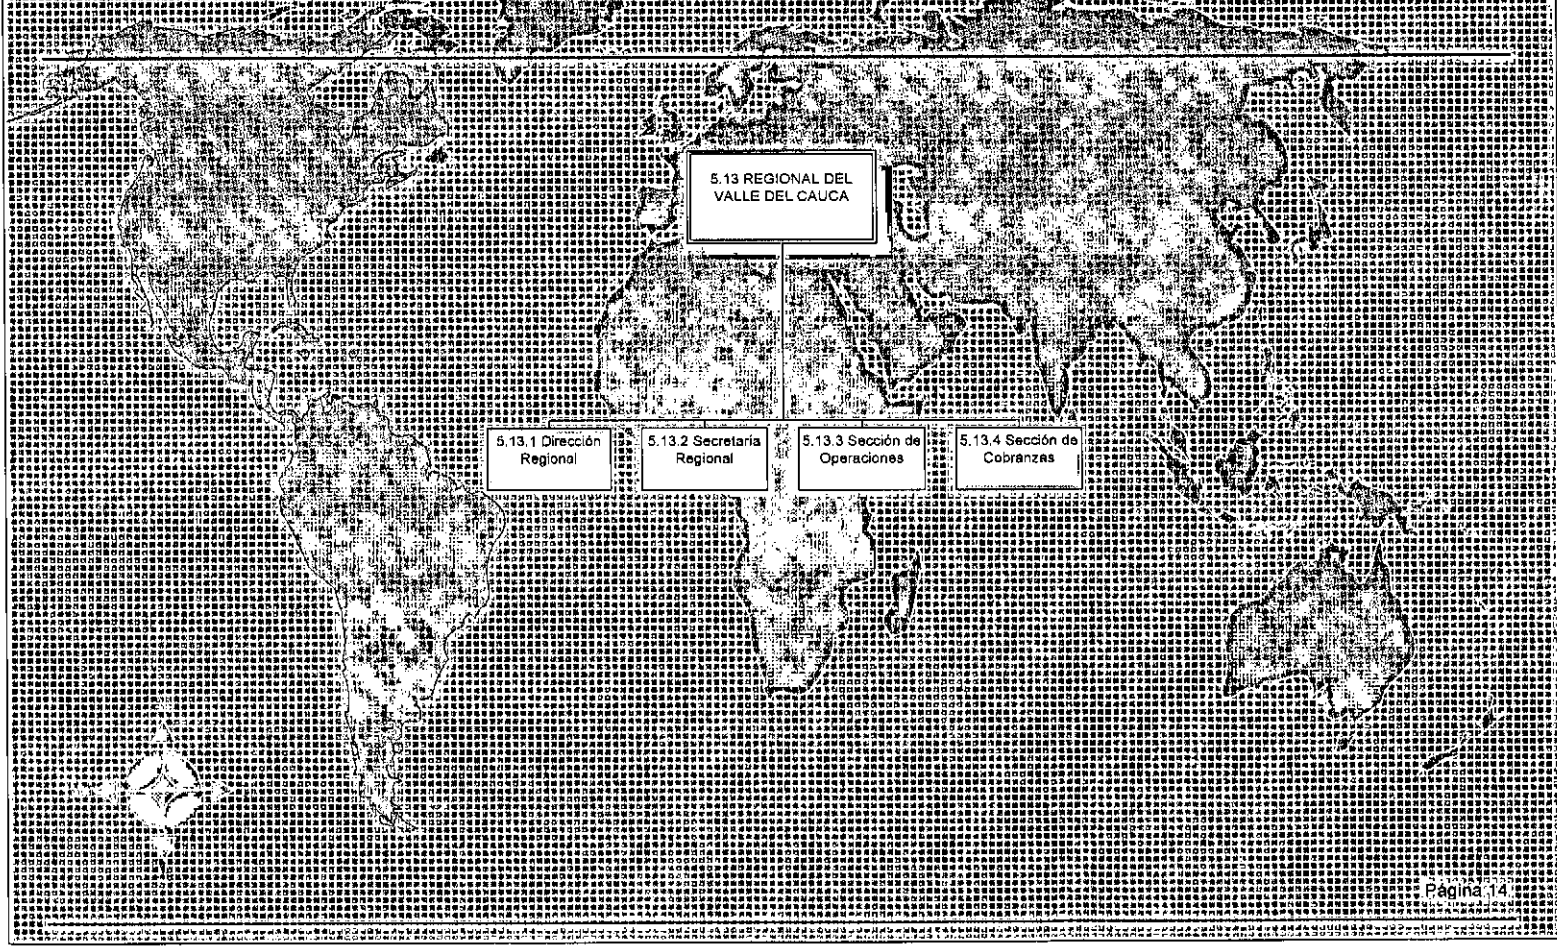 5.13 REGIONAL DEL
VALLE DEL CAUCA
5.13.1 Dirección
Regional
5.13.2 Secretaría
Regional
5.13.3 Sección de
Operaciones
5.13.4 Sección de
Cobranzas
Página 14